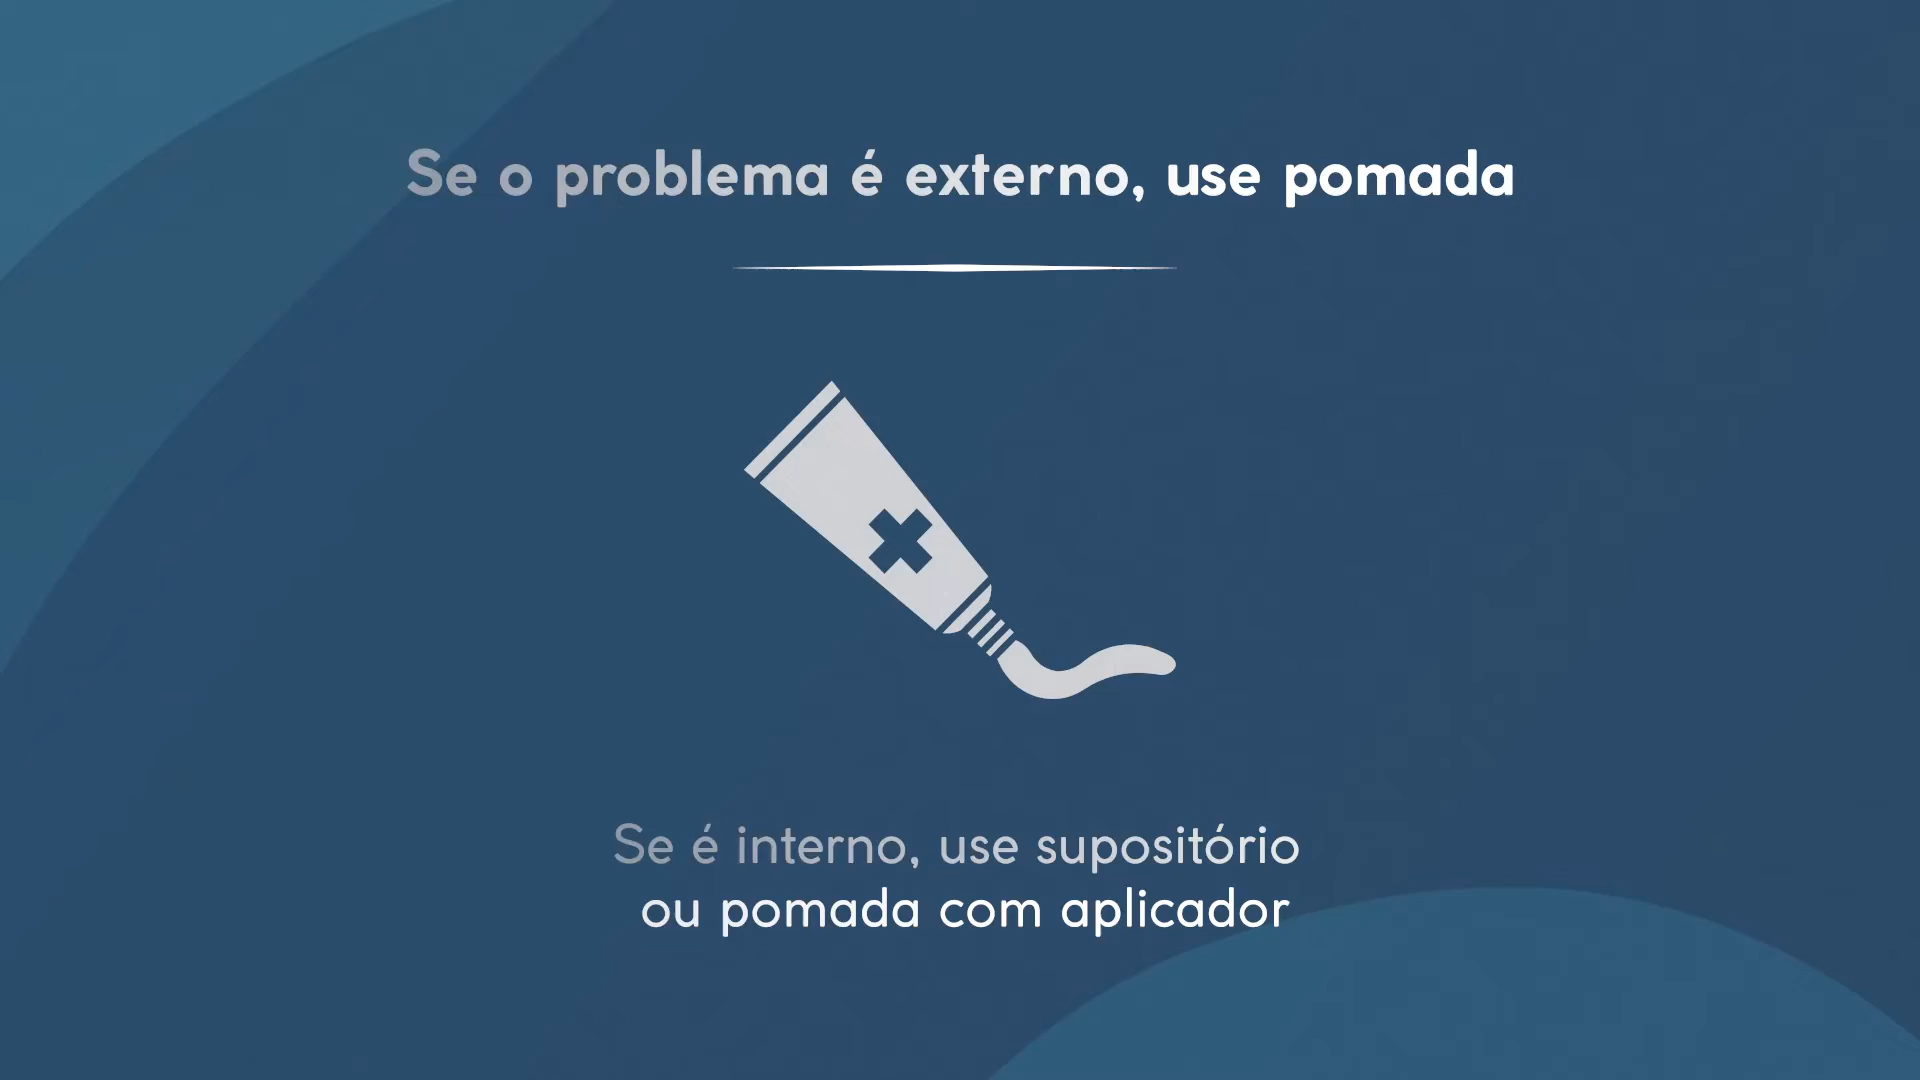 Se o problema é externo, use pomada
Se é interno, use supositório
ou pomada com aplicador